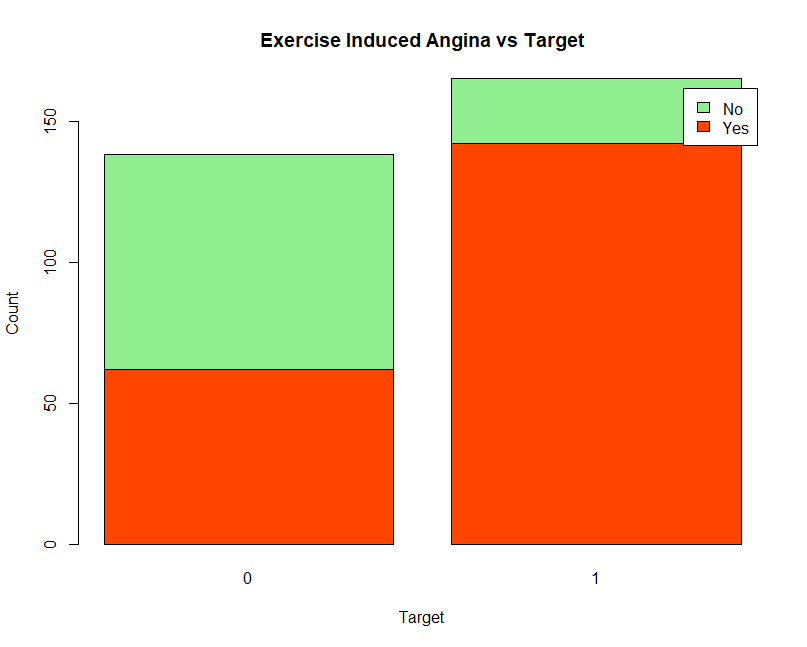 Exercise Induced Angina vs Target
No
Yes
150
100
50
0
Count
0 1
Target